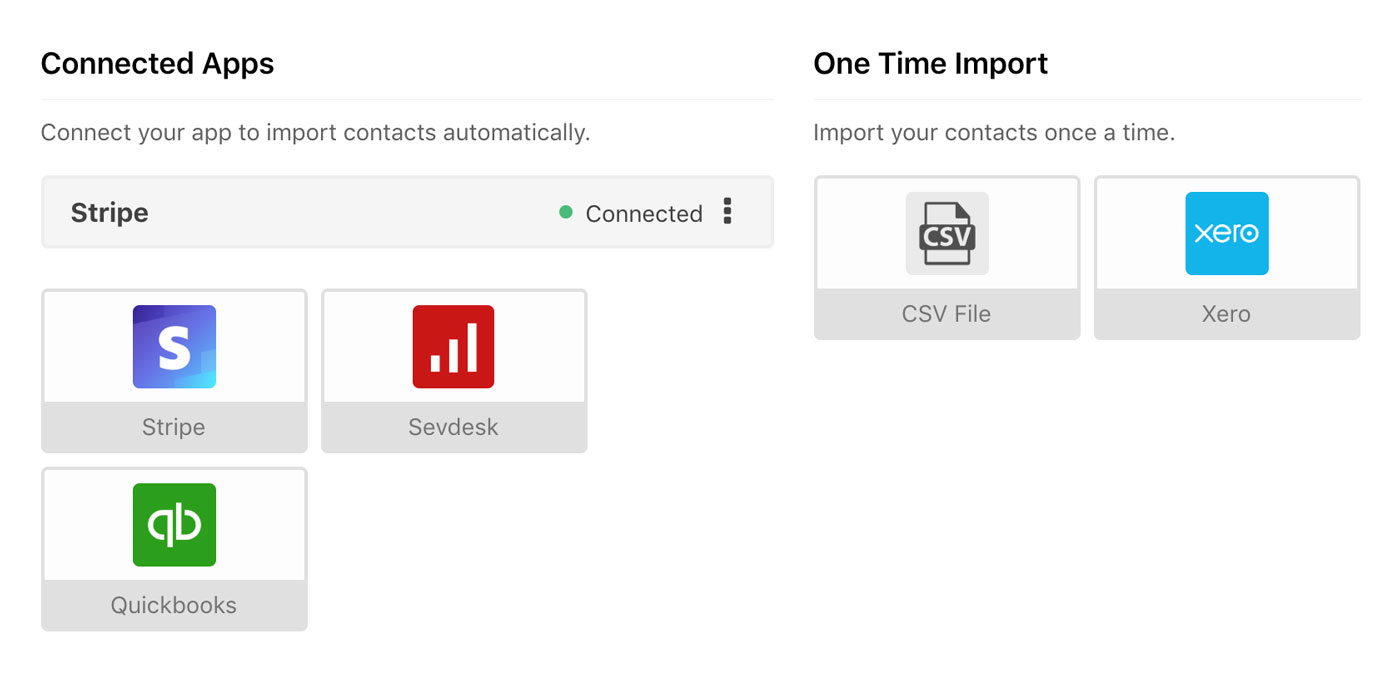 Connected Apps
Connect your app to import contacts automatically.
Stripe
Connected
S
Stripe
Sevdesk
qb
Quickbooks
One Time Import
Import your contacts once a time.
CSV
CSV File
xero
Xero